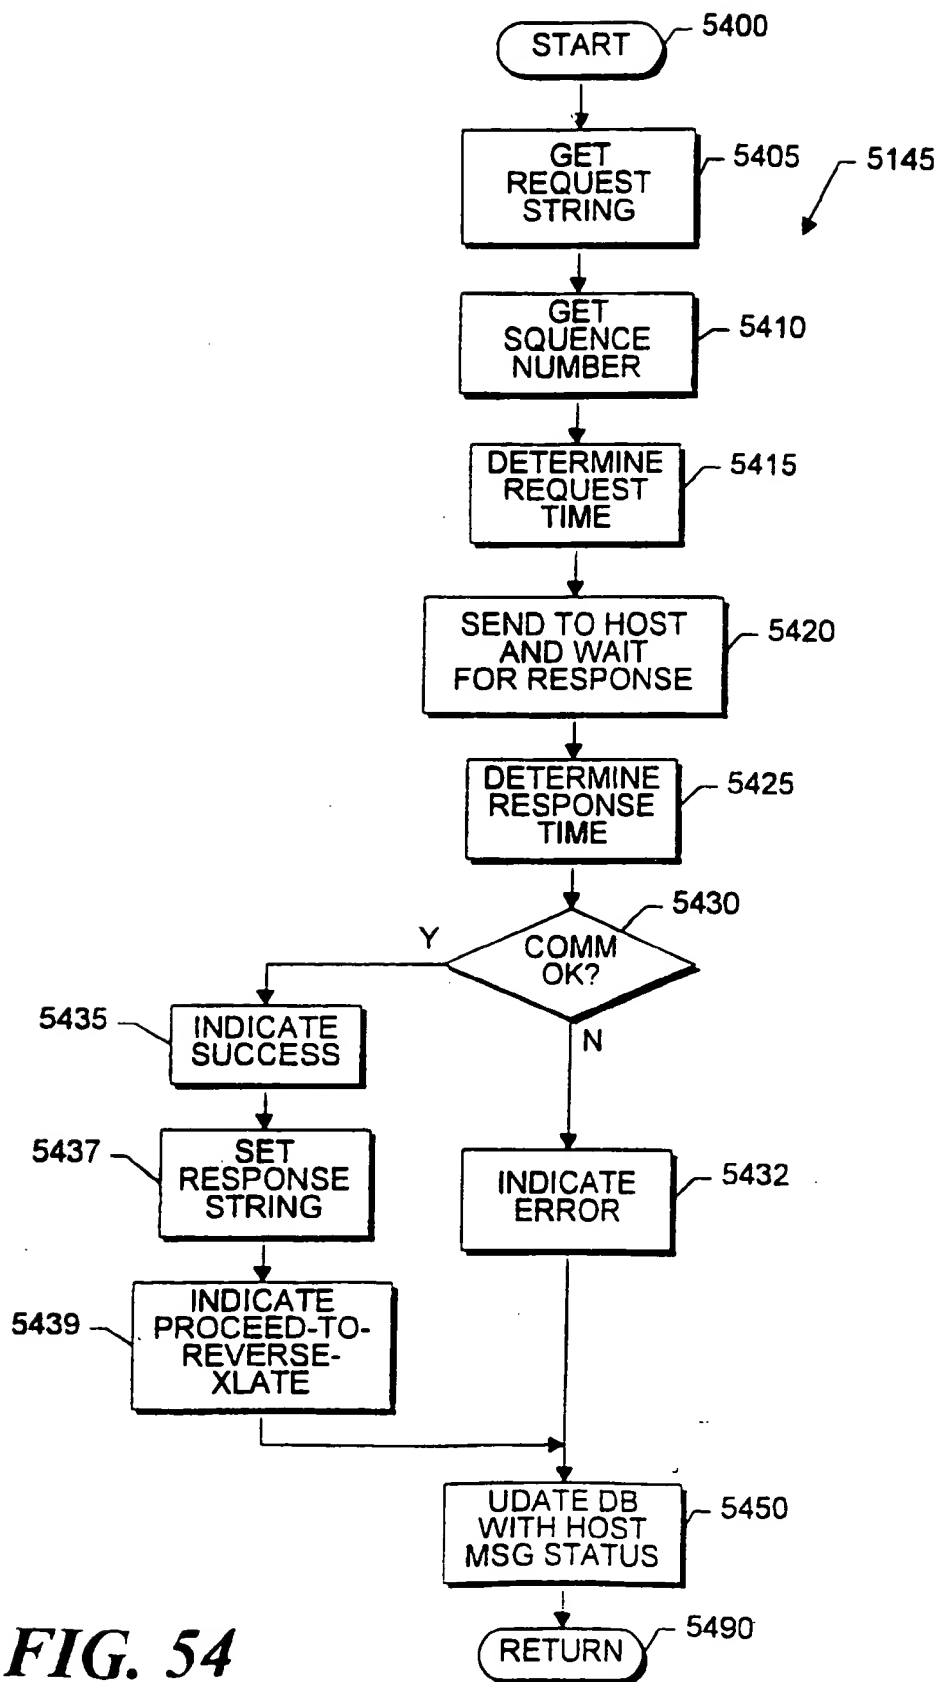 START
5400
GET
REQUEST
STRING
5405
5145
GET
SQUENCE
NUMBER
5410
DETERMINE
REQUEST
TIME
5415
SEND TO HOST
AND WAIT
FOR RESPONSE
5420
DETERMINE
RESPONSE
TIME
5425
COMM
OK?
5430
Y
N
5435
INDICATE
SUCCESS
5437
SET
RESPONSE
STRING
INDICATE
ERROR
5432
5439
INDICATE
PROCEED-TO-
REVERSE-
XLATE
UDATE DB
WITH HOST
MSG STATUS
5450
RETURN
5490
FIG. 54